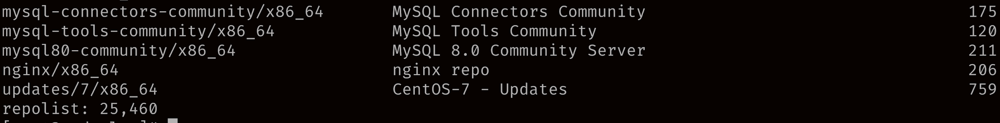 mysql-connectors-community/x86_64 MySQL Connectors Community 175
mysql-tools-community/x86_64 MySQL Tools Community 120
mysql80-community/x86_64 MySQL 8.0 Community Server 211
nginx/x86_64 nginx repo 206
updates/7/x86_64 CentOS-7 - Updates 759
repolist: 25,460